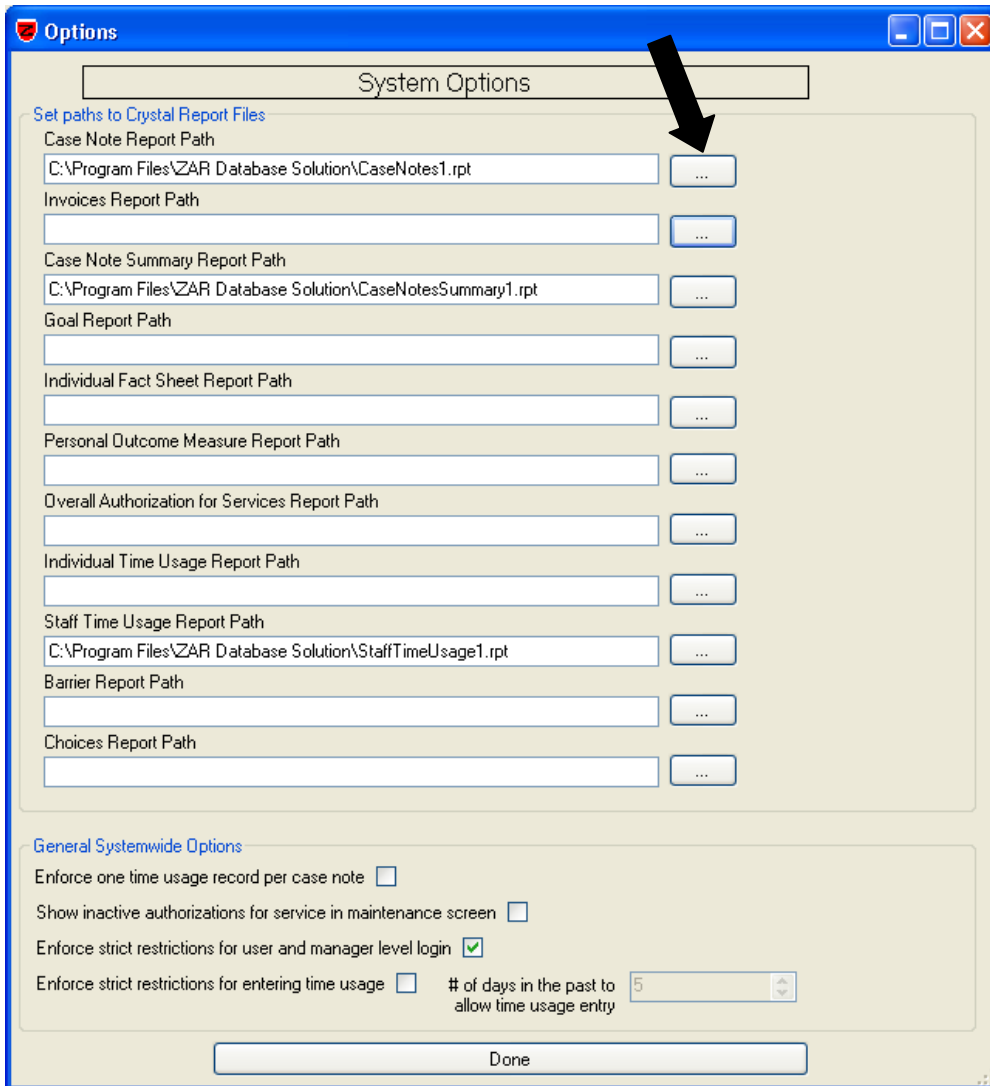 Options
System Options
Set paths to Crystal Report Files
Case Note Report Path
C:\Program Files\ZAR Database Solution\CaseNotes1.rpt ...
Invoices Report Path
...
Case Note Summary Report Path
C:\Program Files\ZAR Database Solution\CaseNotesSummary1.rpt ...
Goal Report Path
...
Individual Fact Sheet Report Path
...
Personal Outcome Measure Report Path
...
Overall Authorization for Services Report Path
...
Individual Time Usage Report Path
...
Staff Time Usage Report Path
C:\Program Files\ZAR Database Solution\StaffTimeUsage1.rpt ...
Barrier Report Path
...
Choices Report Path
...
General Systemwide Options
Enforce one time usage record per case note
Show inactive authorizations for service in maintenance screen
Enforce strict restrictions for user and manager level login
Enforce strict restrictions for entering time usage # of days in the past to 5
allow time usage entry
Done